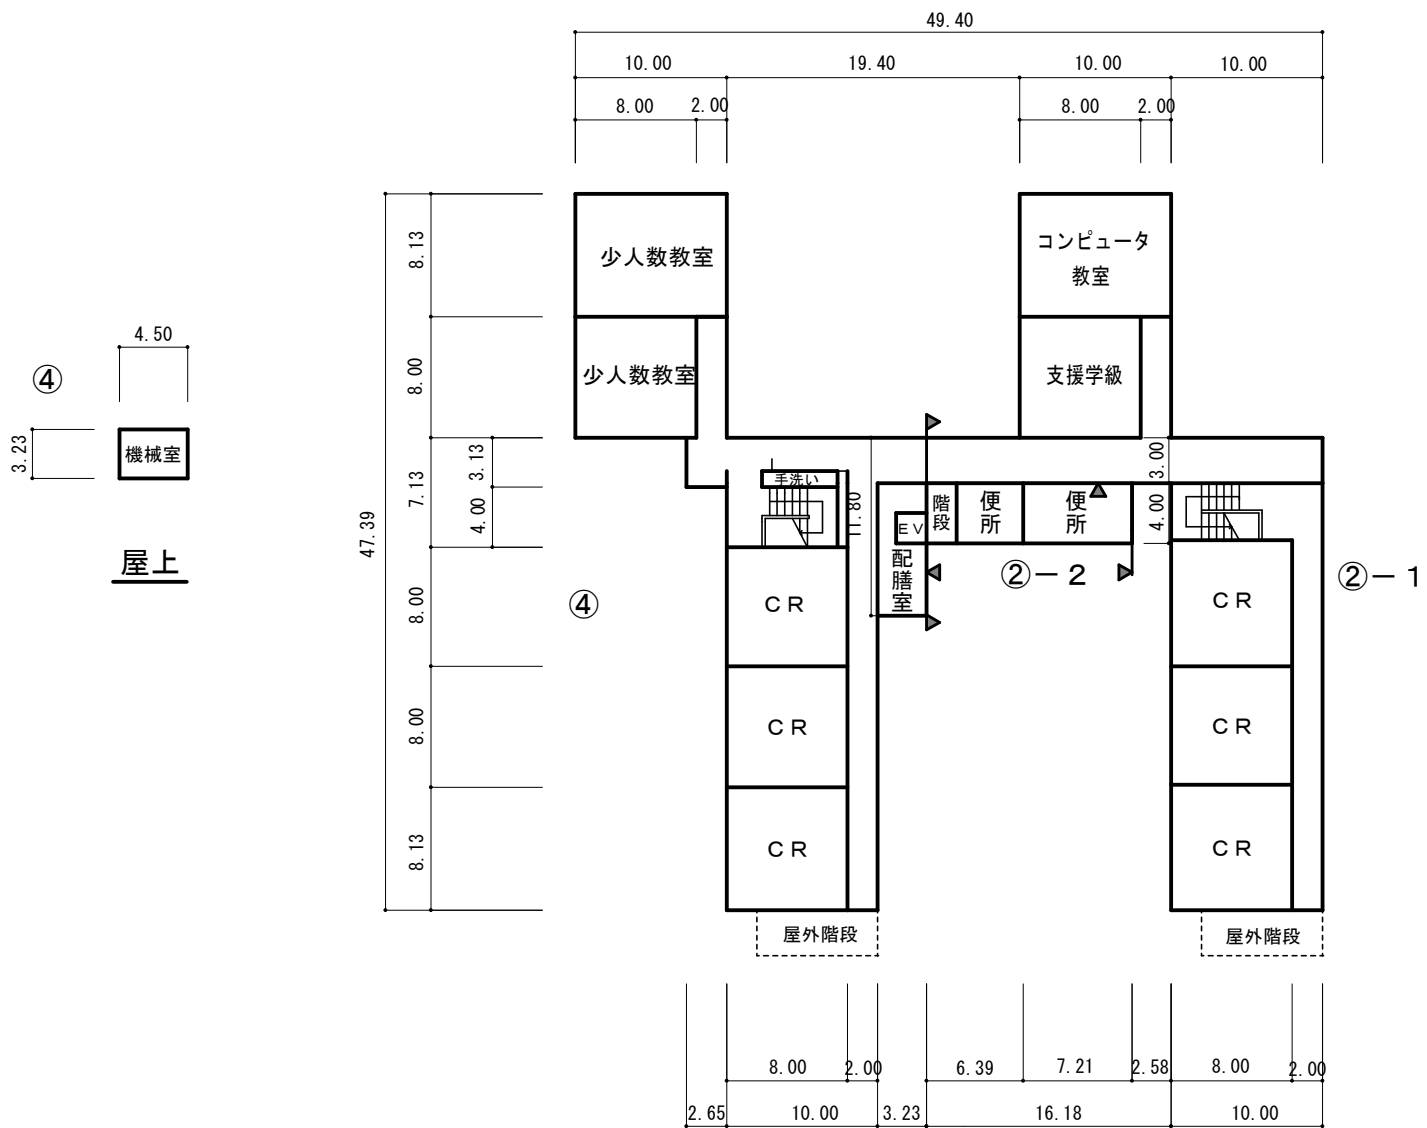 49.40
10.00 19.40 10.00 10.00
8.00 2.00 8.00 2.00
47.39
8.13
8.00
7.13
3.13
4.00
8.00
8.00
8.13
少人数教室
コンピュータ
教室
少人数教室
支援学級
④
4.50
3.23
機械室
屋上
手洗い
11.80
3.00
4.00
階段
便所
便所
EV
配膳室
②－2
②－1
④
CR
CR
CR
CR
CR
CR
屋外階段
屋外階段
8.00 2.00 6.39 7.21 2.58 8.00 2.00
2.65 10.00 3.23 16.18 10.00